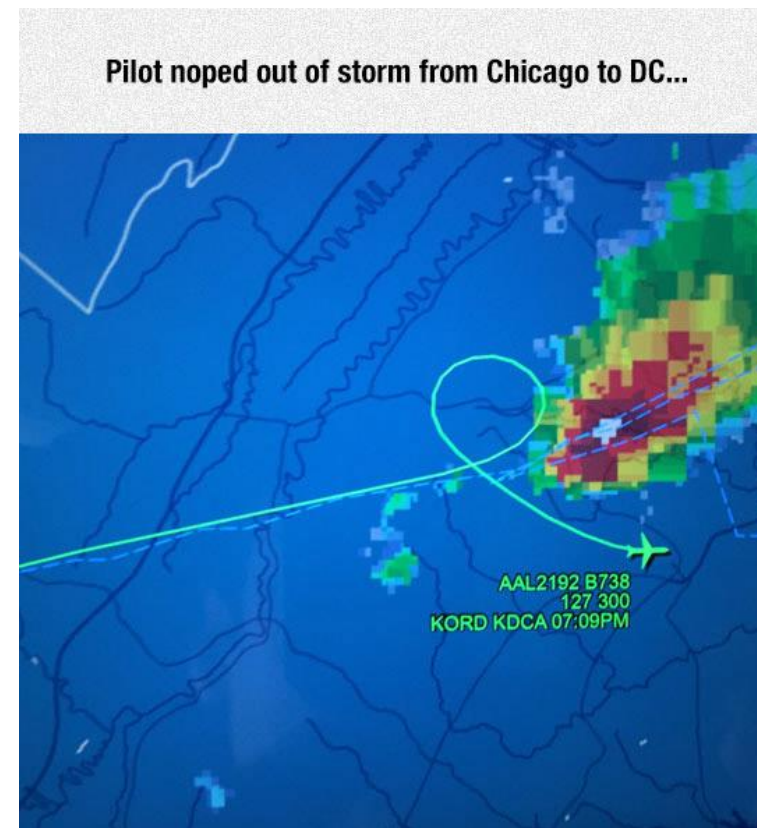 Pilot noped out of storm from Chicago to DC...
AAL2192 B738
127 300
KORD KDCA 07:09PM